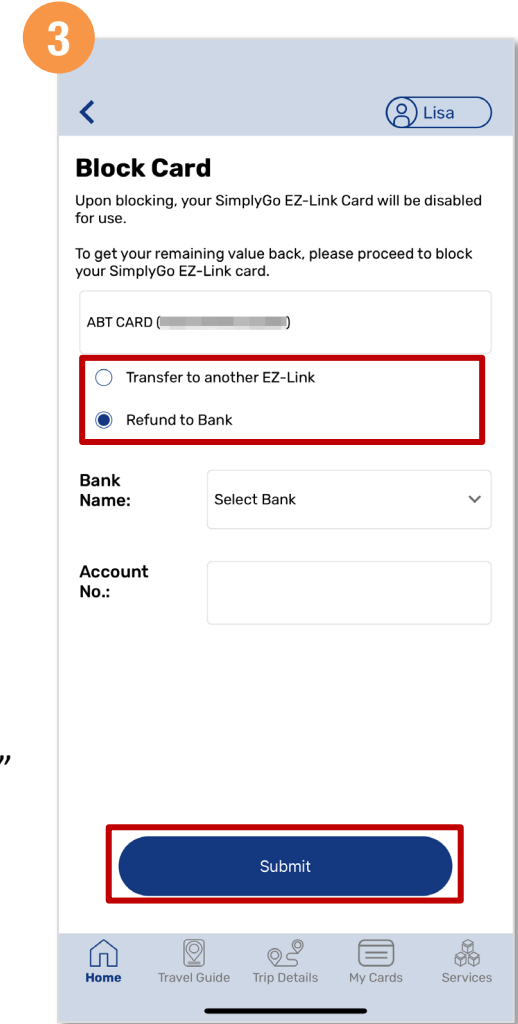 3
Lisa
Block Card
Upon blocking, your SimplyGo EZ-Link Card will be disabled
for use.
To get your remaining value back, please proceed to block
your SimplyGo EZ-Link card.
ABT CARD ()
Transfer to another EZ-Link
Refund to Bank
Bank
Name:
Select Bank
Account
No.:
”
Submit
Home Travel Guide Trip Details My Cards Services